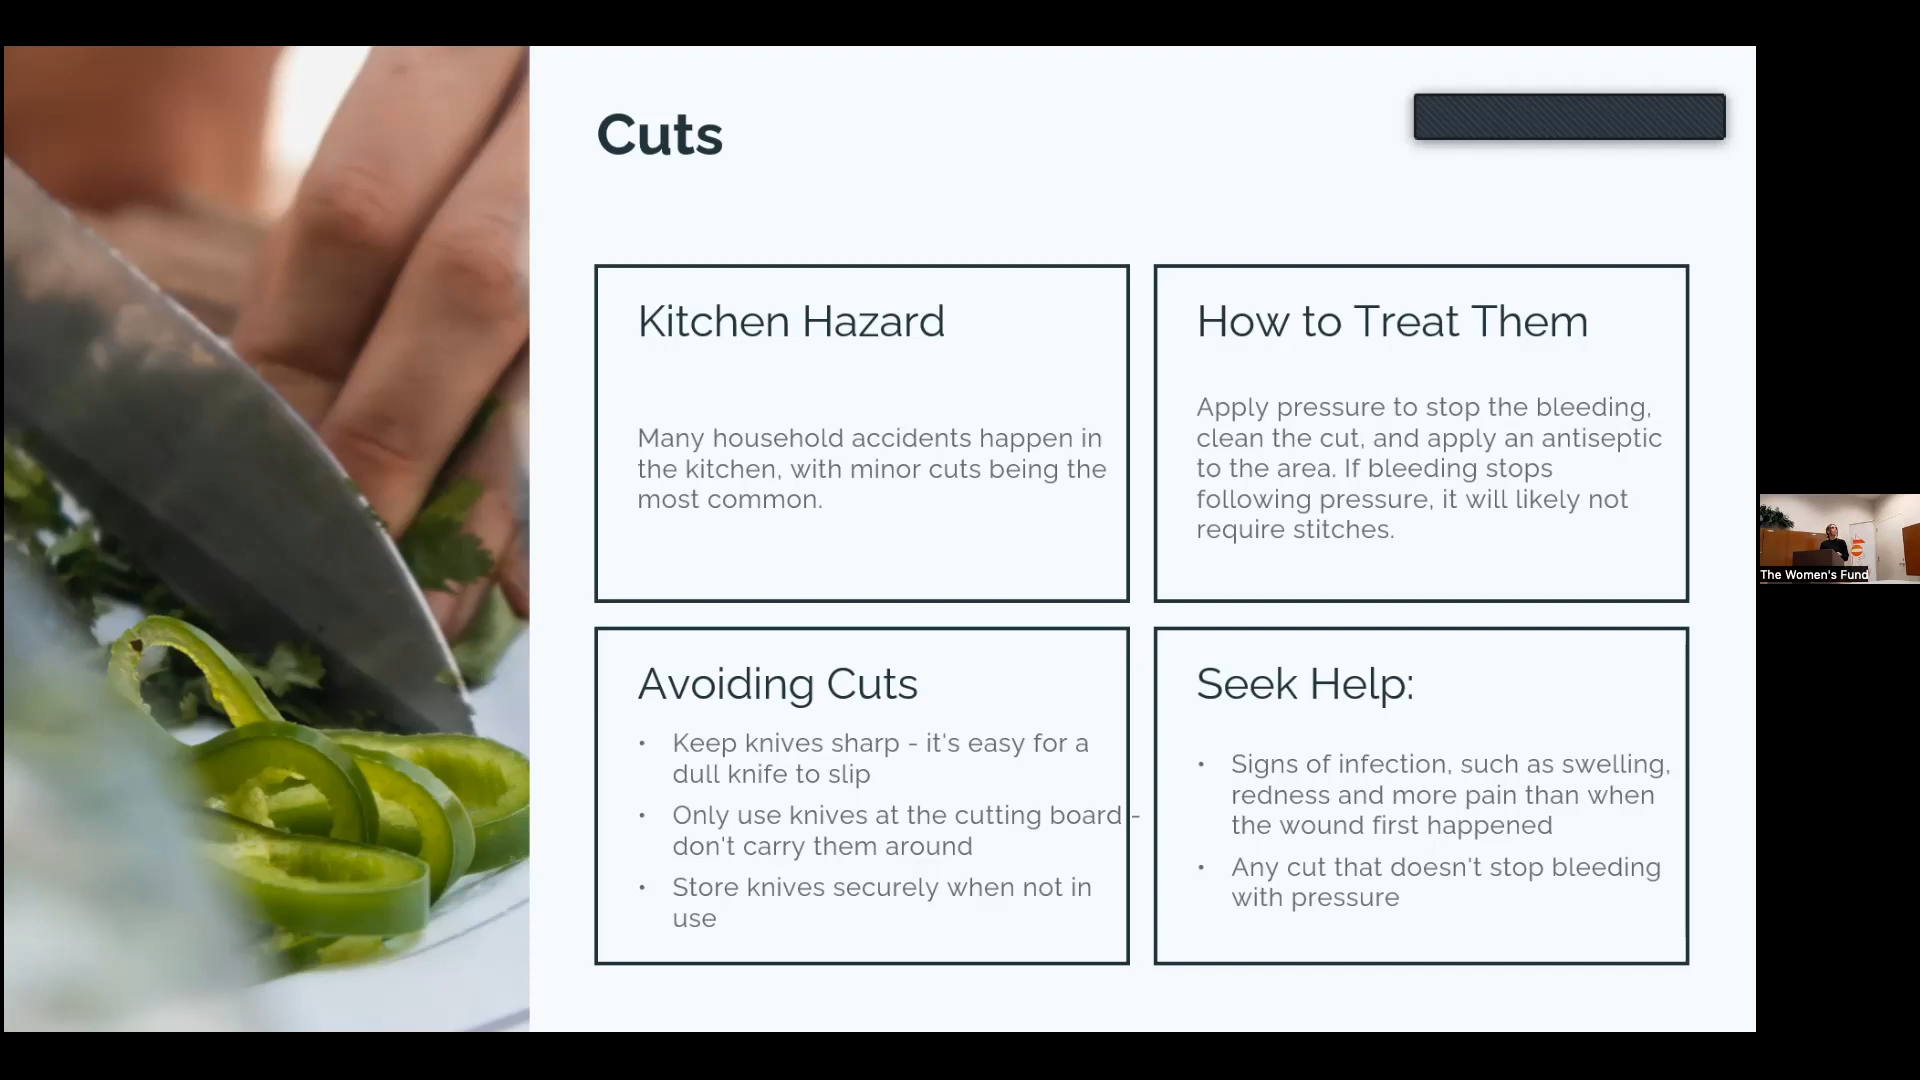 Cuts
Kitchen Hazard
Many household accidents happen in
the kitchen, with minor cuts being the
most common.
How to Treat Them
Apply pressure to stop the bleeding,
clean the cut, and apply an antiseptic
to the area. If bleeding stops
following pressure, it will likely not
require stitches.
Avoiding Cuts
• Keep knives sharp - it's easy for a
dull knife to slip
• Only use knives at the cutting board -
don't carry them around
• Store knives securely when not in
use
Seek Help:
• Signs of infection, such as swelling,
redness and more pain than when
the wound first happened
• Any cut that doesn't stop bleeding
with pressure
The Women's Fund